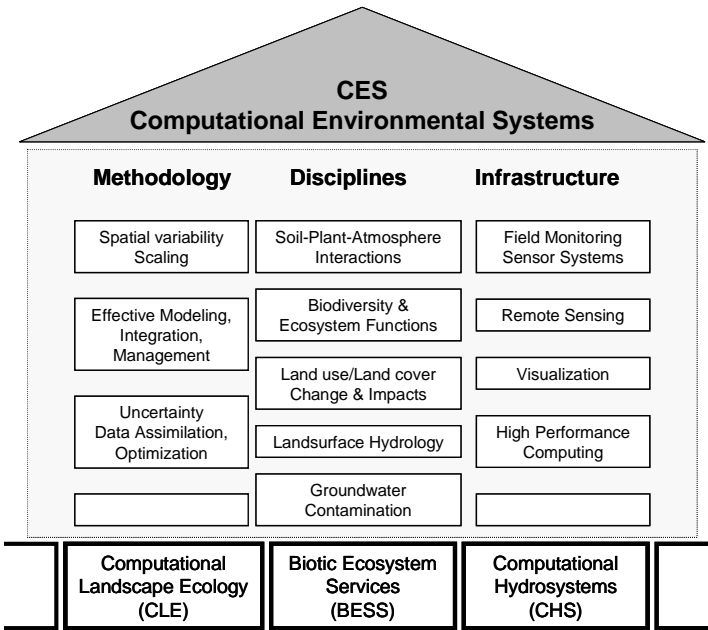 CES
Computational Environmental Systems
Methodology
Disciplines
Infrastructure
Spatial variability
Scaling
Effective Modeling,
Integration,
Management
Uncertainty
Data Assimilation,
Optimization
Soil-Plant-Atmosphere
Interactions
Biodiversity &
Ecosystem Functions
Land use/Land cover
Change & Impacts
Landsurface Hydrology
Groundwater
Contamination
Field Monitoring
Sensor Systems
Remote Sensing
Visualization
High Performance
Computing
Computational
Landscape Ecology
(CLE)
Biotic Ecosystem
Services
(BESS)
Computational
Hydrosystems
(CHS)